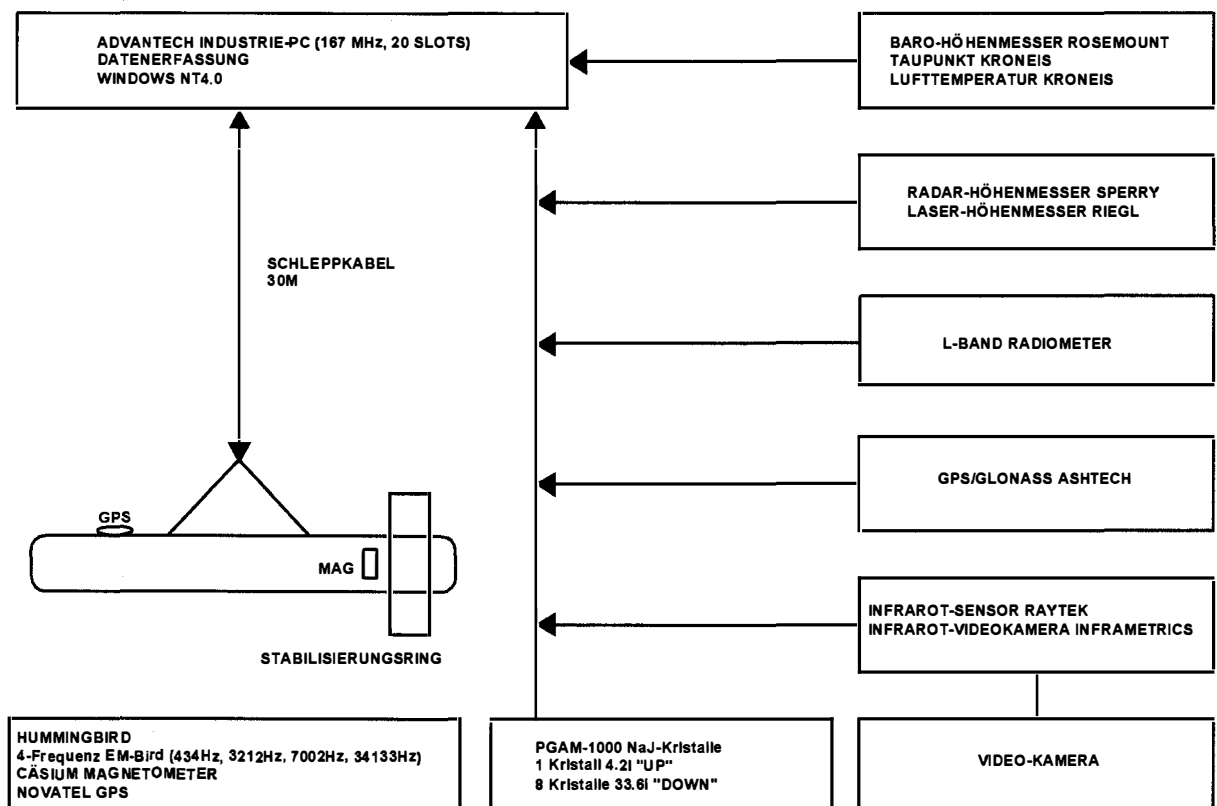 ADVANTECH INDUSTRIE-PC (167 MHz, 20 SLOTS)
DATENERFASSUNG
WINDOWS NT4.0
BARO-HÖHENMESSER ROSEMOUNT
TAUPUNKT KRONEIS
LUFTTEMPERATUR KRONEIS
RADAR-HÖHENMESSER SPERRY
LASER-HÖHENMESSER RIEGL
SCHLEPPKABEL
30M
L-BAND RADIOMETER
GPS/GLONASS ASHTECH
GPS
MAG
STABILISIERUNGSRING
INFRAROT-SENSOR RAYTEK
INFRAROT-VIDEOKAMERA INFRAMETRICS
HUMMINGBIRD
4-Frequenz EM-Bird (434Hz, 3212Hz, 7002Hz, 34133Hz)
CÄSIUM MAGNETOMETER
NOVATEL GPS
PGAM-1000 NaJ-Kristalle
1 Kristall 4.2l "UP"
8 Kristalle 33.6l "DOWN"
VIDEO-KAMERA